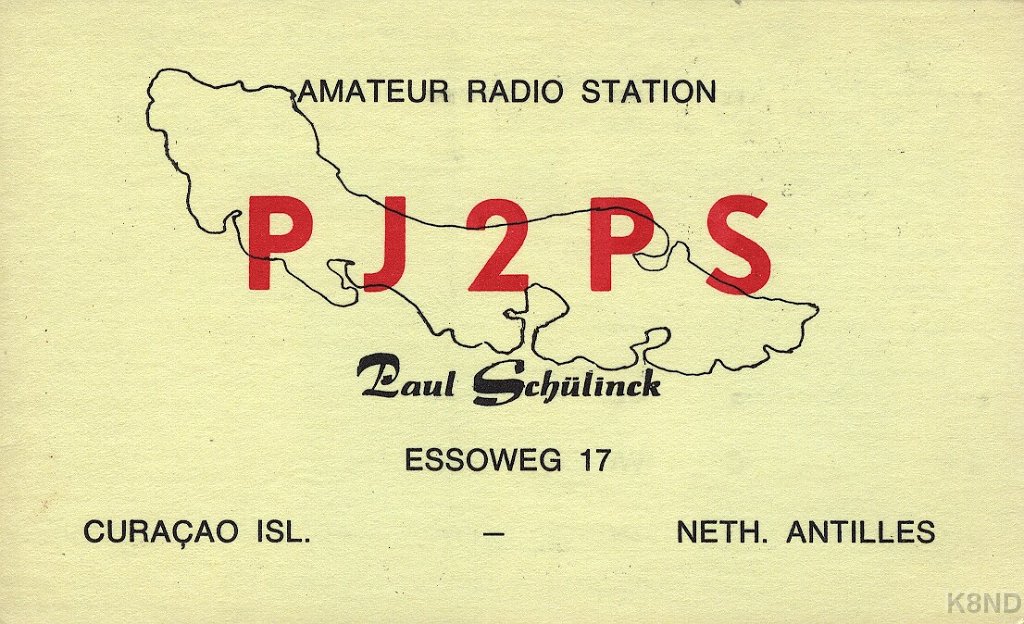 AMATEUR RADIO STATION
PJ2PS
Paul Schülinck
ESSOWEG 17
CURAÇAO ISL. — NETH. ANTILLES
K8ND